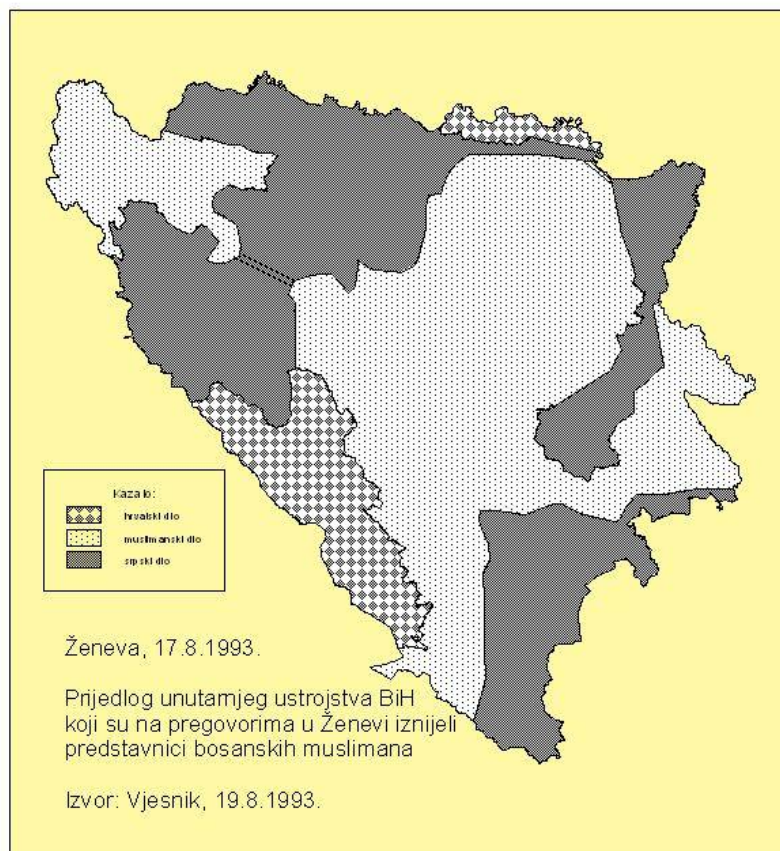 Kazalo:
hrvatski dio
muslimanski dio
srpski dio
Ženeva, 17.8.1993.
Prijedlog unutarnjeg ustrojstva BiH
koji su na pregovorima u Ženevi iznijeli
predstavnici bosanskih muslimana
Izvor: Vjesnik, 19.8.1993.